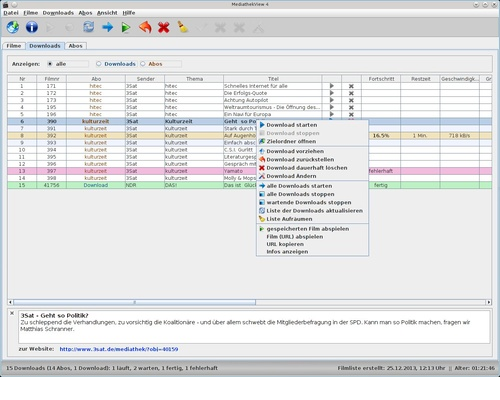 MediathekView 4
Datei Filme Downloads Abos Ansicht Hilfe
Filme Downloads Abos
Anzeigen: alle Downloads Abos
Nr Filmnr Abo Sender Thema Titel Fortschritt Restzeit Geschwindigk...
1 171 hitec 3Sat hitec Schnelles Internet für alle
2 172 hitec 3Sat hitec Die Erfolgs-Quote
3 173 hitec 3Sat hitec Achtung Autopilot
4 195 hitec 3Sat hitec Weltraumtourismus - Die Öffnung des...
5 196 hitec 3Sat hitec Ein Navi für Europa
6 390 kulturzeit 3Sat Kulturzeit Geht so Po
7 391 kulturzeit 3Sat kulturzeit Stark durch
8 392 kulturzeit 3Sat kulturzeit Auf Augenh 16.5% 1 Min. 718 kB/s
9 393 kulturzeit 3Sat kulturzeit Einfach absc
10 394 kulturzeit 3Sat kulturzeit C.S.I. Gurlitt
11 395 kulturzeit 3Sat kulturzeit Literaturgesp
12 396 kulturzeit 3Sat kulturzeit Gespräch mit
13 397 kulturzeit 3Sat kulturzeit Yamato fehlerhaft
14 398 kulturzeit 3Sat kulturzeit Molly & Mops
15 41756 Download NDR DAS! Das ist Glück fertig
Download starten
Download stoppen
Zielordner öffnen
Download vorziehen
Download zurückstellen
Download dauerhaft löschen
Download Ändern
alle Downloads starten
alle Downloads stoppen
wartende Downloads stoppen
Liste der Downloads aktualisieren
Liste Aufräumen
gespeicherten Film abspielen
Film (URL) abspielen
URL kopieren
Infos anzeigen
3Sat - Geht so Politik?
Zu schleppend die Verhandlungen, zu vorsichtig die Koalitionäre - und über allem schwebt die Mitgliederbefragung in der SPD. Kann man so Politik machen, fragen wir
Matthias Schranner.
zur Website: http://www.3sat.de/mediathek/?obj=40159
15 Downloads (14 Abos, 1 Download): 1 läuft, 2 warten, 1 fertig, 1 fehlerhaft Filmliste erstellt: 25.12.2013, 12:13 Uhr || Alter: 01:21:46